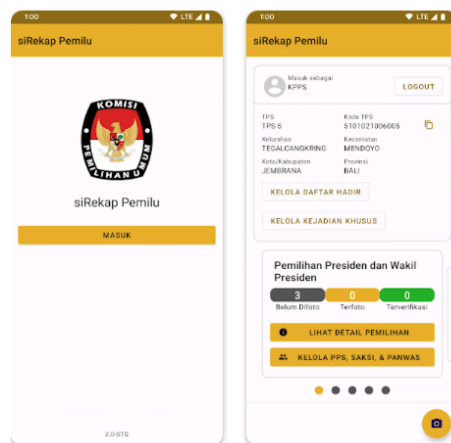 1:00
LTE
siRekap Pemilu
KOMISI
PEMILIHAN UMUM
siRekap Pemilu
MASUK
2.0-STG
1:00
LTE
siRekap Pemilu
Masuk sebagai
KPPS
LOGOUT
TPS
Kode TPS
TPS 5
5101021006005
Kelurahan
Kecamatan
TEGALCANGKRING
MENDOYO
Kota/Kabupaten
Provinsi
JEMBRANA
BALI
KELOLA DAFTAR HADIR
KELOLA KEJADIAN KHUSUS
Pemilihan Presiden dan Wakil
Presiden
3
0
0
Belum Difoto
Terfoto
Terverifikasi
LIHAT DETAIL PEMILIHAN
KELOLA PPS, SAKSI, & PANWAS